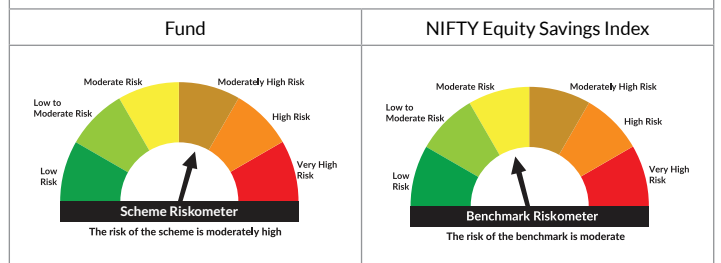 Fund
NIFTY Equity Savings Index
Moderate Risk
Moderately High Risk
Low to
Moderate Risk
High Risk
Low
Risk
Very High
Risk
Scheme Riskometer
The risk of the scheme is moderately high
Moderate Risk
Moderately High Risk
Low to
Moderate Risk
High Risk
Low
Risk
Very High
Risk
Benchmark Riskometer
The risk of the benchmark is moderate